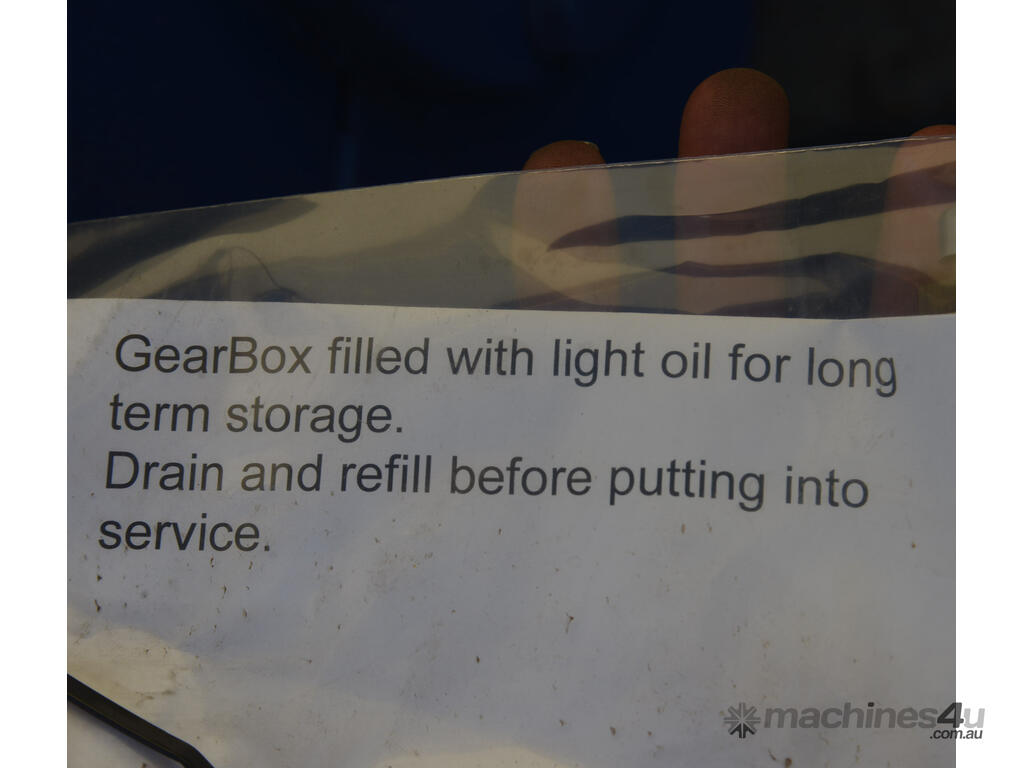 GearBox filled with light oil for long
term storage.
Drain and refill before putting into
service.
machines4u
.com.au